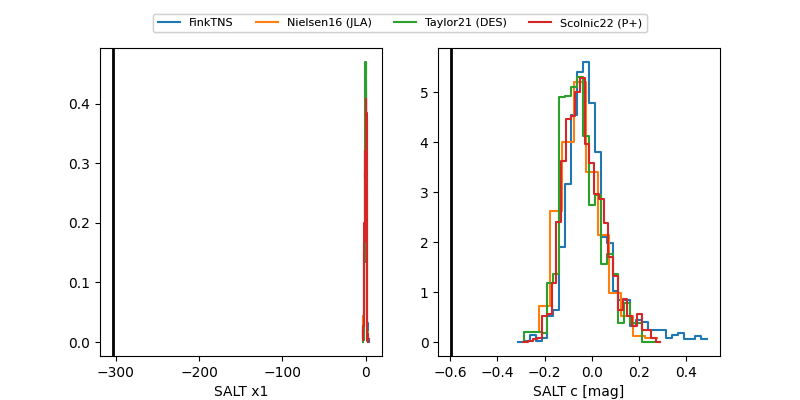 FinkTNS Nielsen16 (JLA) Taylor21 (DES) Scolnic22 (P+)
0.4
0.3
0.2
0.1
0.0
−300 −200 −100 0
SALT x1
5
4
3
2
1
0
−0.6 −0.4 −0.2 0.0 0.2 0.4
SALT c [mag]